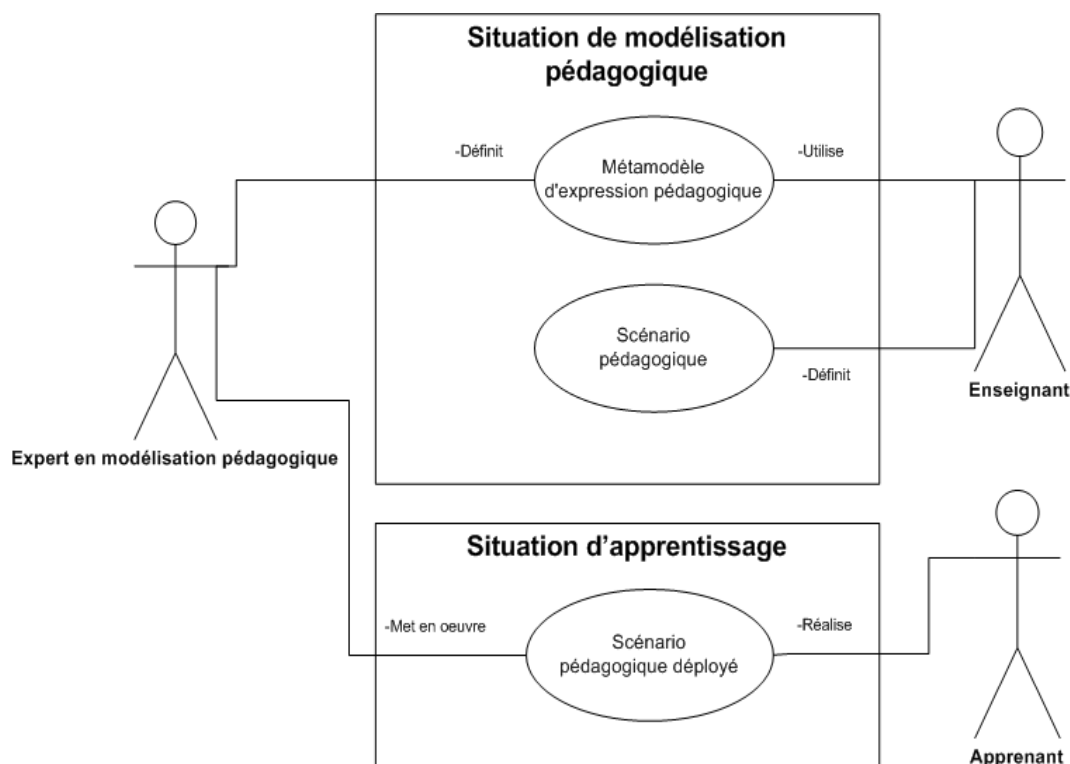 Situation de modélisation
pédagogique
-Définit
Métamodèle
d'expression pédagogique
-Utilise
Scénario
pédagogique
-Définit
Enseignant
Expert en modélisation pédagogique
Situation d’apprentissage
-Met en oeuvre
Scénario
pédagogique déployé
-Réalise
Apprenant